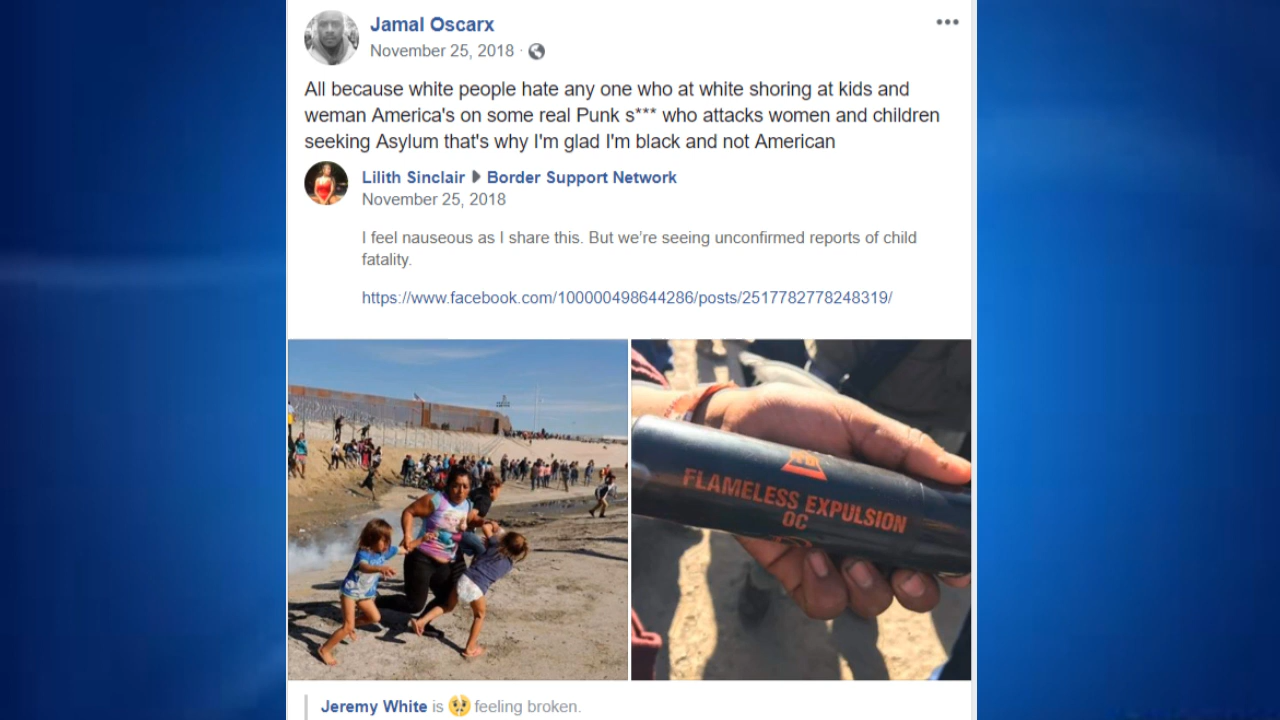 Jamal Oscarx
November 25, 2018 ·
All because white people hate any one who at white shoring at kids and
weman America's on some real Punk s*** who attacks women and children
seeking Asylum that's why I'm glad I'm black and not American
Lilith Sinclair Border Support Network
November 25, 2018
I feel nauseous as I share this. But we're seeing unconfirmed reports of child
fatality.
https://www.facebook.com/100000498644286/posts/2517782778248319/
FLAMELESS EXPULSION
OC
Jeremy White is feeling broken.